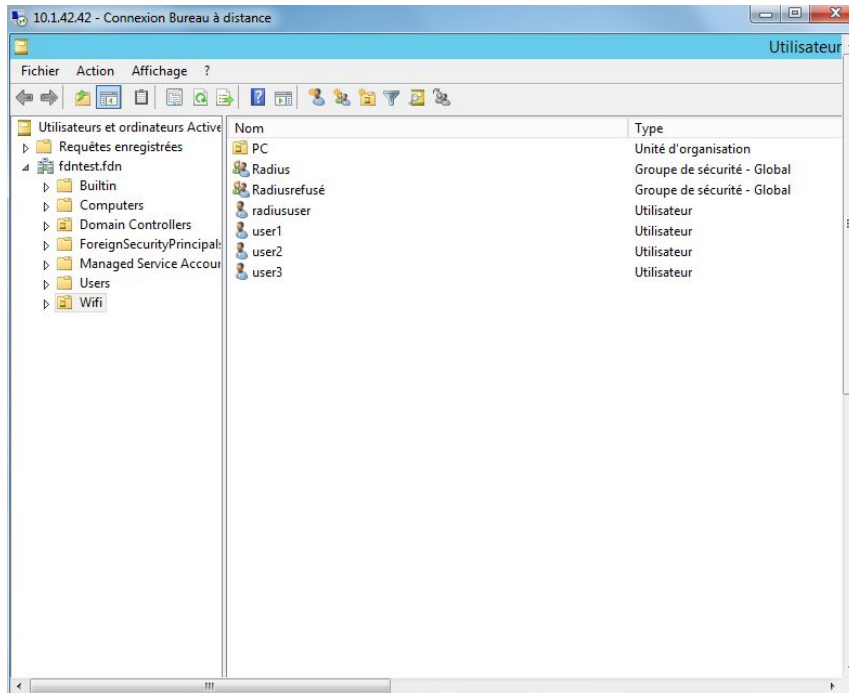 10.1.42.42 - Connexion Bureau à distance
Utilisateur
Fichier Action Affichage ?
Utilisateurs et ordinateurs Active
Requêtes enregistrées
fdntest.fdn
Builtin
Computers
Domain Controllers
ForeignSecurityPrincipals
Managed Service Accour
Users
Wifi
Nom Type
PC Unité d'organisation
Radius Groupe de sécurité - Global
Radiusrefusé Groupe de sécurité - Global
radiususer Utilisateur
user1 Utilisateur
user2 Utilisateur
user3 Utilisateur